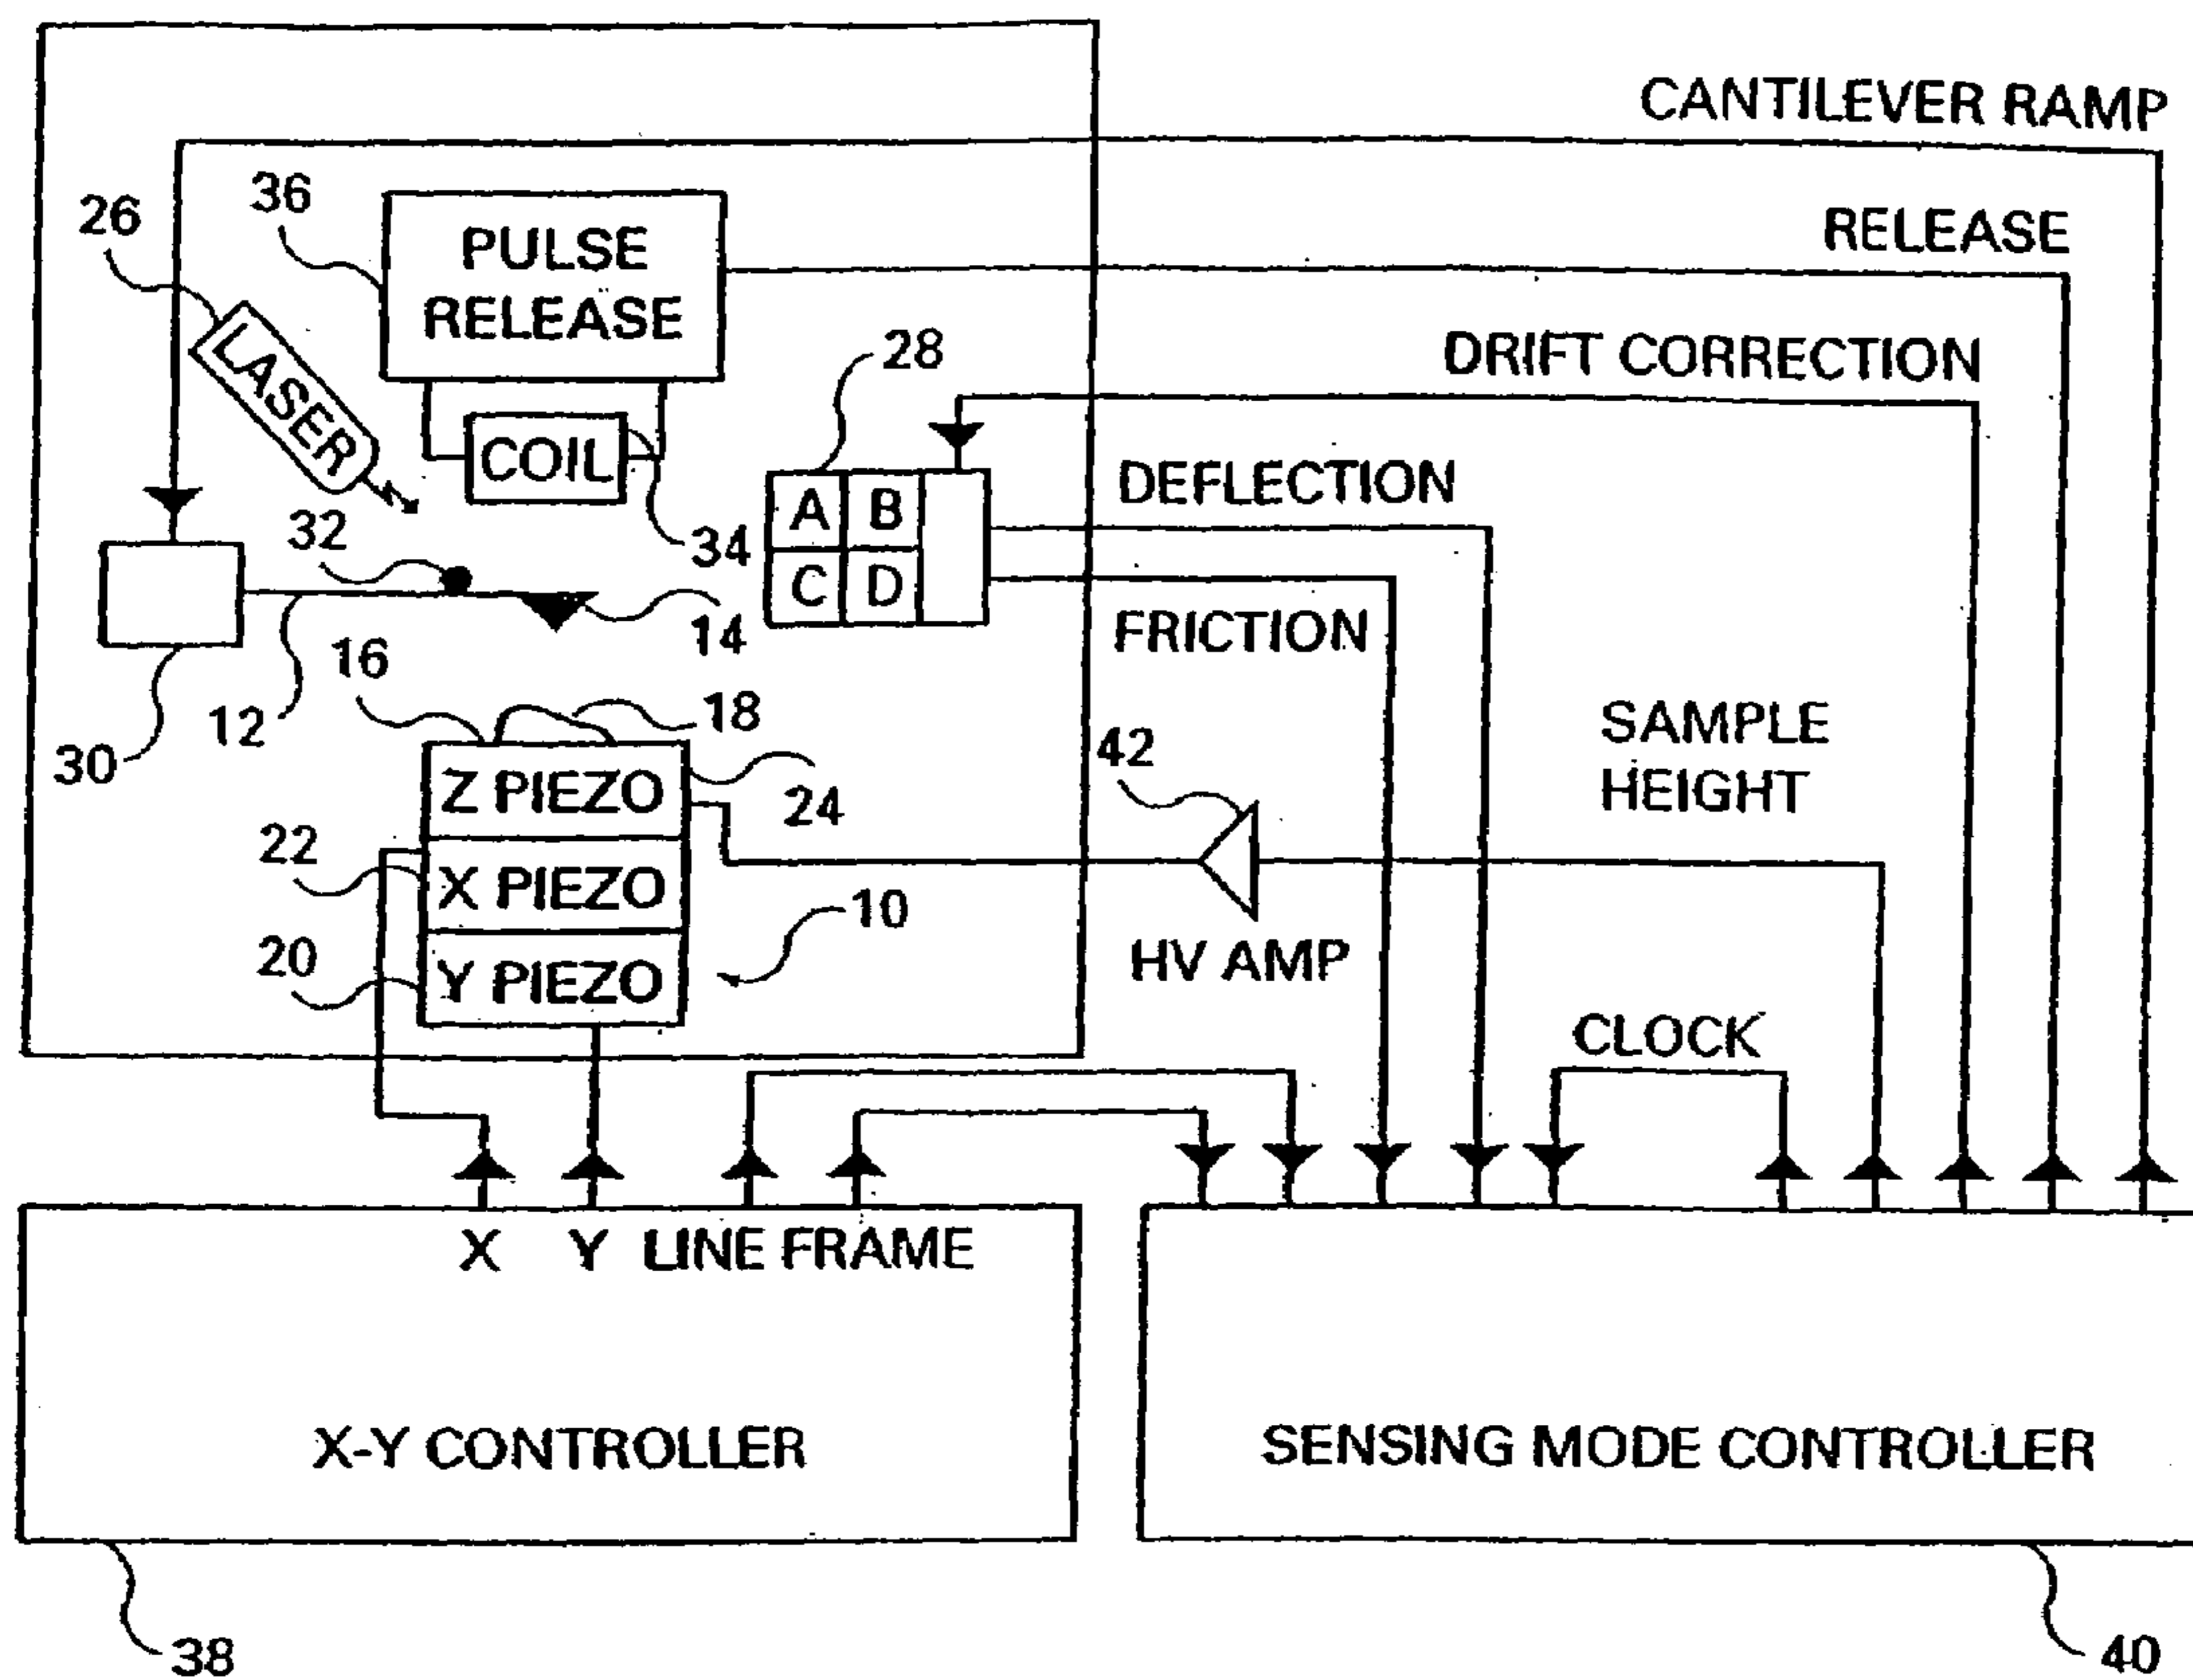 CANTILEVER RAMP
36
26
PULSE
RELEASE
RELEASE
LASER
28
DRIFT CORRECTION
COIL
A B
C D
DEFLECTION
32
34
14
FRICTION
16
12
18
30
42
SAMPLE
HEIGHT
Z PIEZO
24
22
X PIEZO
10
20
Y PIEZO
HV AMP
CLOCK
X Y LINE FRAME
X-Y CONTROLLER
SENSING MODE CONTROLLER
38
40